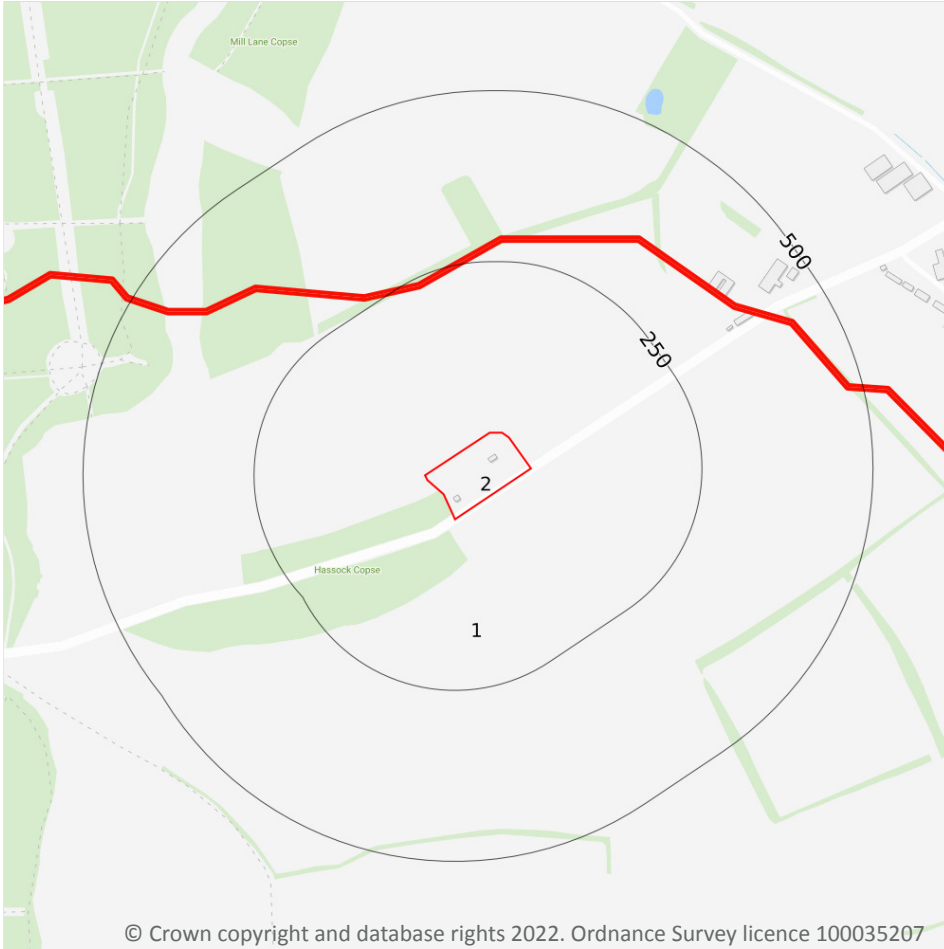 Mill Lane Copse
500
250
2
Hassock Copse
1
© Crown copyright and database rights 2022. Ordnance Survey licence 100035207